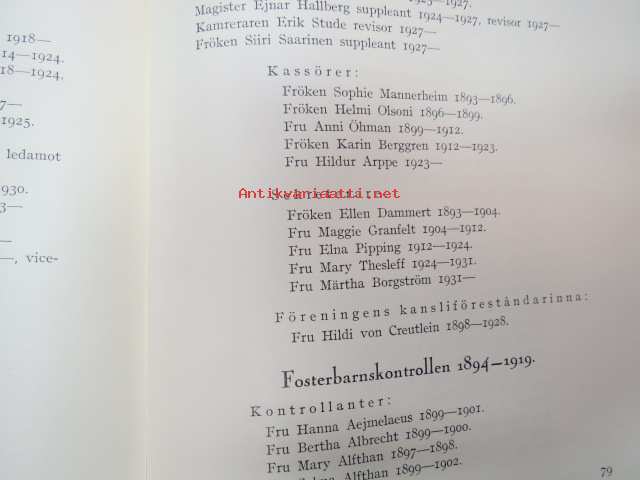 1918—
14—1924.
18—1924.
7—
1925.
ledamot
930.
3—
—
—, vice-
1925—1927.
Magister Ejnar Hallberg suppleant 1924—1927, revisor 1927—
Kamreraren Erik Stude revisor 1927—
Fröken Siiri Saarinen suppleant 1927—
Kassörer:
Fröken Sophie Mannerheim 1893—1896.
Fröken Helmi Olsoni 1896—1899.
Fru Anni Öhman 1899—1912.
Fröken Karin Berggren 1912—1923.
Fru Hildur Arppe 1923—
Antikvariaatti.net
Fröken Ellen Dammert 1893—1904.
Fru Maggie Granfelt 1904—1912.
Fru Elna Pipping 1912—1924.
Fru Mary Thesleff 1924—1931.
Fru Märtha Borgström 1931—
Föreningens kansliföreståndarinna:
Fru Hildi von Creutlein 1898—1928.
Fosterbarnskontrollen 1894—1919.
Kontrollanter:
Fru Hanna Aejmelaeus 1899—1901.
Fru Bertha Albrecht 1899—1900.
Fru Mary Alfthan 1897—1898.
Alfthan 1899—1902.
79